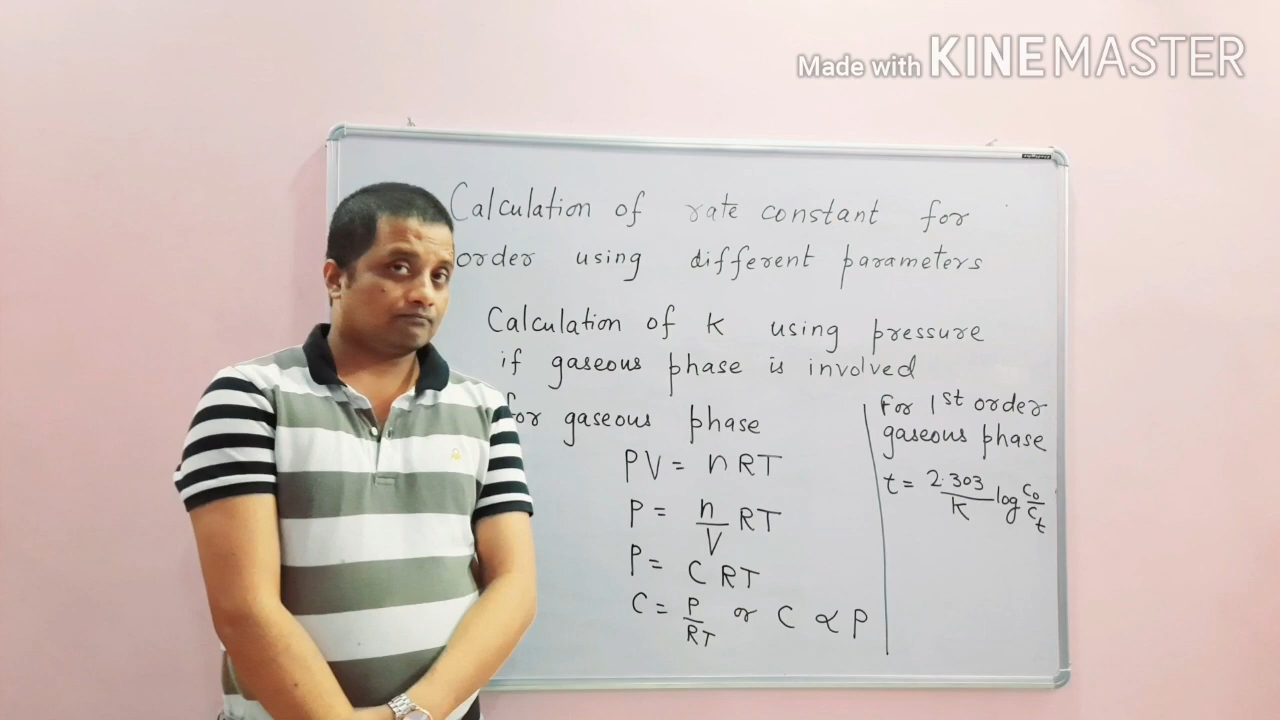 Made with KINEMASTER
Calculation of rate constant for
order using different parameters
Calculation of K using pressure
if gaseous phase is involved
for gaseous phase
PV = nRT
P = n/V RT
P = CRT
C = P/RT or C ∝ P
For 1st order
gaseous phase
t = 2.303/K log C₀/Cₜ